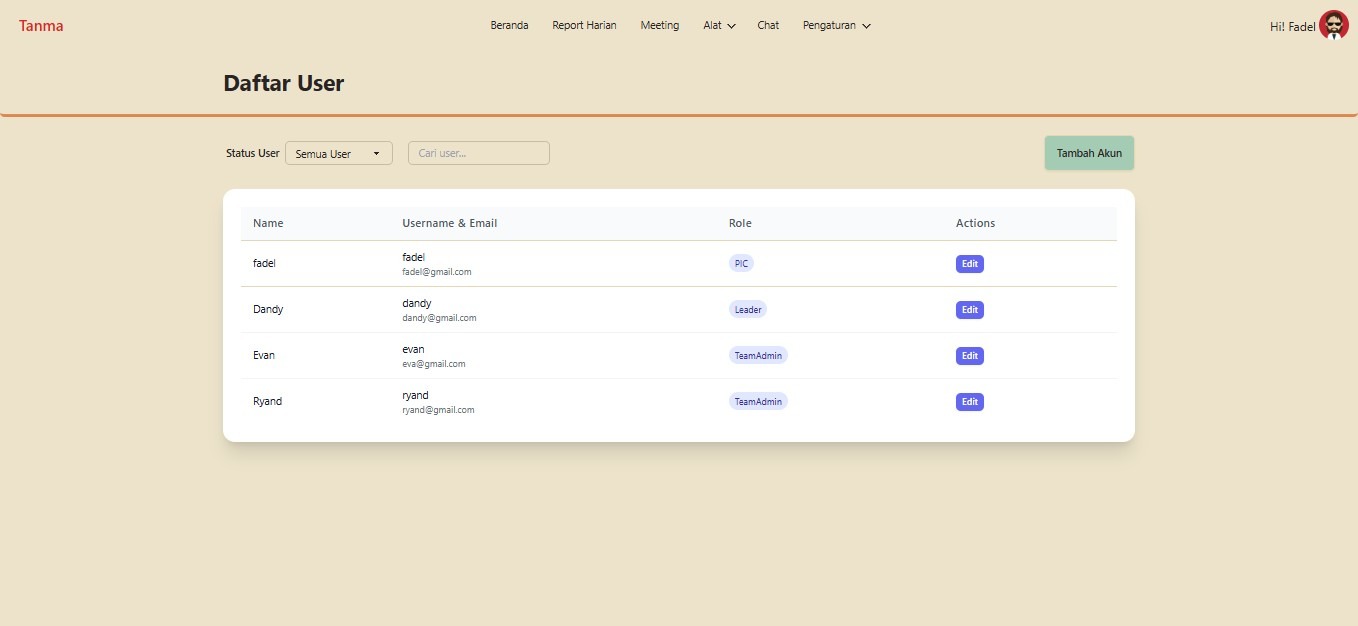 Tanma
Beranda Report Harian Meeting Alat Chat Pengaturan
Hi! Fadel
Daftar User
Status User Semua User Cari user... Tambah Akun
Name Username & Email Role Actions
fadel fadel PIC Edit
fadel@gmail.com
Dandy dandy Leader Edit
dandy@gmail.com
Evan evan TeamAdmin Edit
eva@gmail.com
Ryand ryand TeamAdmin Edit
ryand@gmail.com